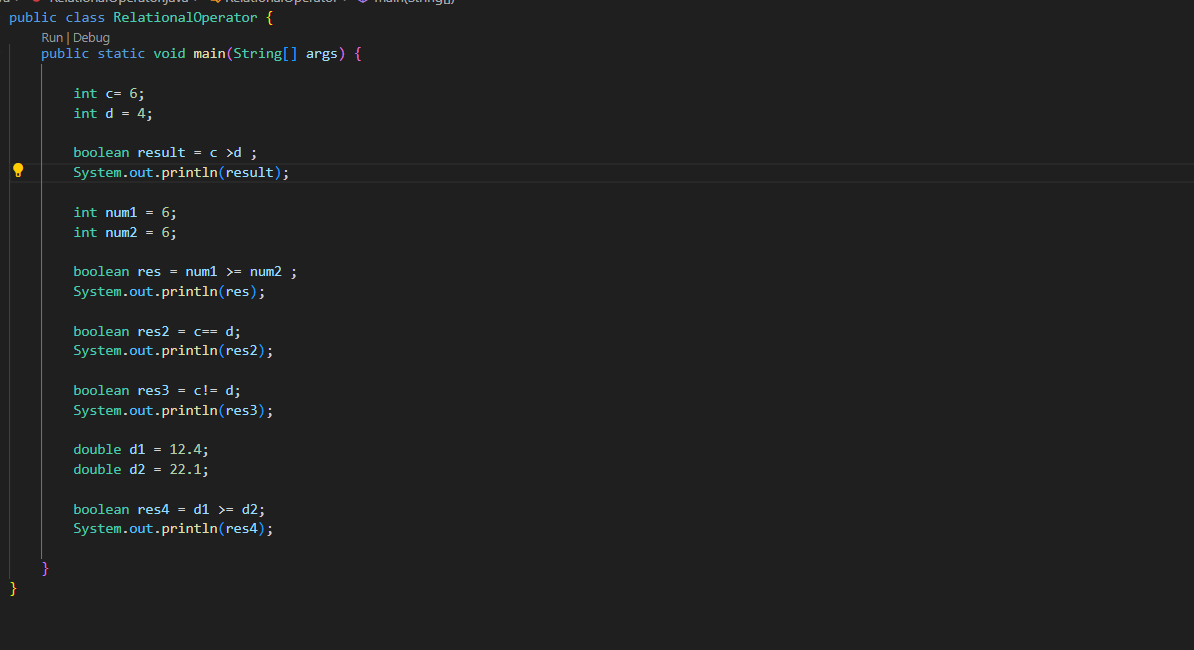 RelationalOperator.java > RelationalOperator > main(String[])
public class RelationalOperator {
Run | Debug
public static void main(String[] args) {
int c= 6;
int d = 4;
boolean result = c >d ;
System.out.println(result);
int num1 = 6;
int num2 = 6;
boolean res = num1 >= num2 ;
System.out.println(res);
boolean res2 = c== d;
System.out.println(res2);
boolean res3 = c!= d;
System.out.println(res3);
double d1 = 12.4;
double d2 = 22.1;
boolean res4 = d1 >= d2;
System.out.println(res4);
}
}